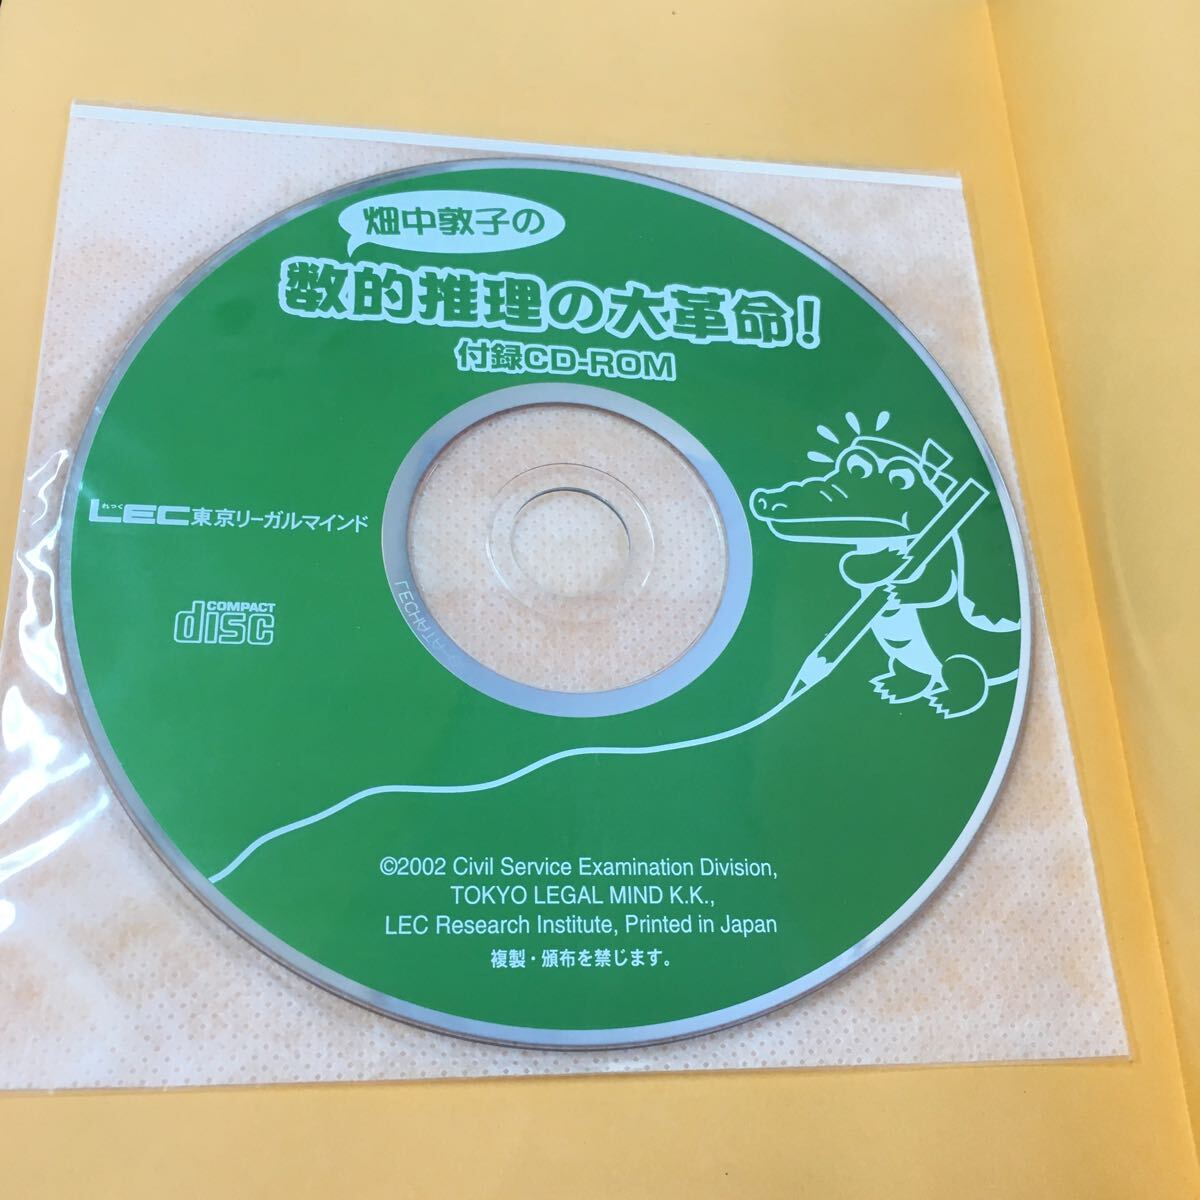 畑中敦子の
数的推理の大革命!
付録CD-ROM
れっく
LEC東京リーガルマインド
COMPACT
disc
©2002 Civil Service Examination Division,
TOKYO LEGAL MIND K.K.,
LEC Research Institute, Printed in Japan
複製・頒布を禁じます。